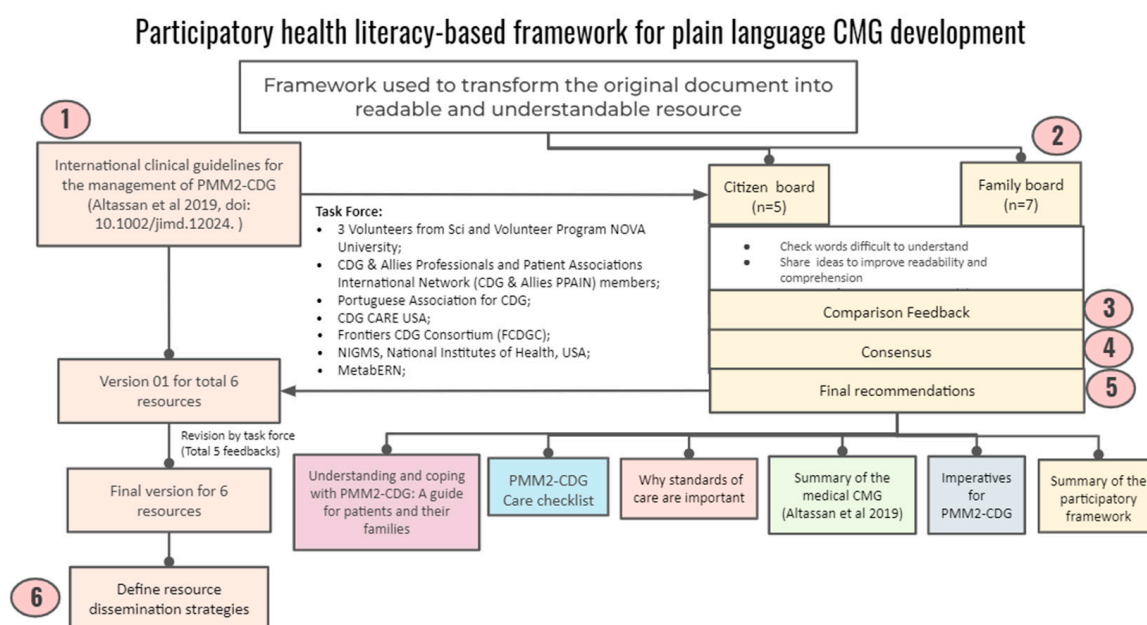 Participatory health literacy-based framework for plain language CMG development
Framework used to transform the original document into
readable and understandable resource
1
International clinical guidelines for
the management of PMM2-CDG
(Altassan et al 2019, doi:
10.1002/jimd.12024. )
2
Citizen board
(n=5)
Family board
(n=7)
Task Force:
• 3 Volunteers from Sci and Volunteer Program NOVA
University;
• CDG & Allies Professionals and Patient Associations
International Network (CDG & Allies PPAIN) members;
• Portuguese Association for CDG;
• CDG CARE USA;
• Frontiers CDG Consortium (FCDGC);
• NIGMS, National Institutes of Health, USA;
• MetabERN;
• Check words difficult to understand
• Share ideas to improve readability and
comprehension
Comparison Feedback
3
Consensus
4
Final recommendations
5
Version 01 for total 6
resources
Revision by task force
(Total 5 feedbacks)
Final version for 6
resources
6
Define resource
dissemination strategies
Understanding and coping
with PMM2-CDG: A guide
for patients and their
families
PMM2-CDG
Care checklist
Why standards of
care are important
Summary of the
medical CMG
(Altassan et al 2019)
Imperatives
for
PMM2-CDG
Summary of the
participatory
framework